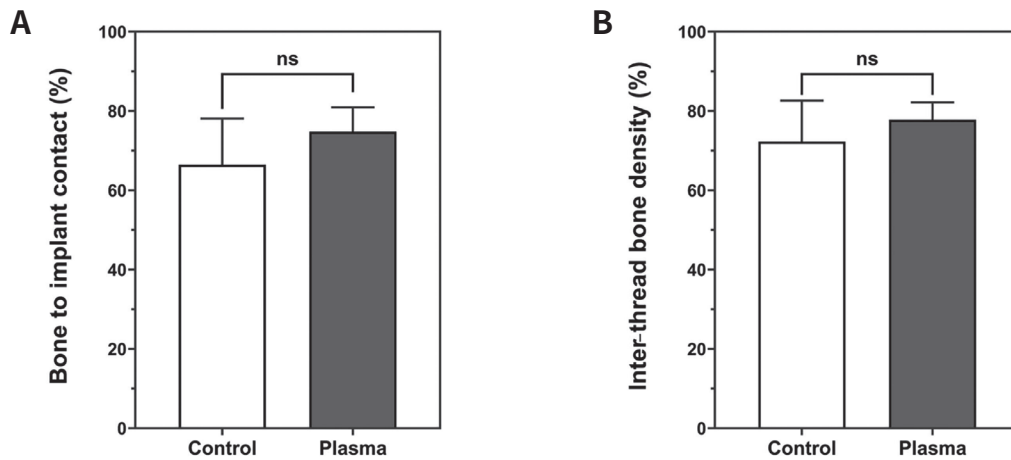 A
Bone to implant contact (%)
100
80
60
40
20
0
ns
Control Plasma
B
Inter-thread bone density (%)
100
80
60
40
20
0
ns
Control Plasma